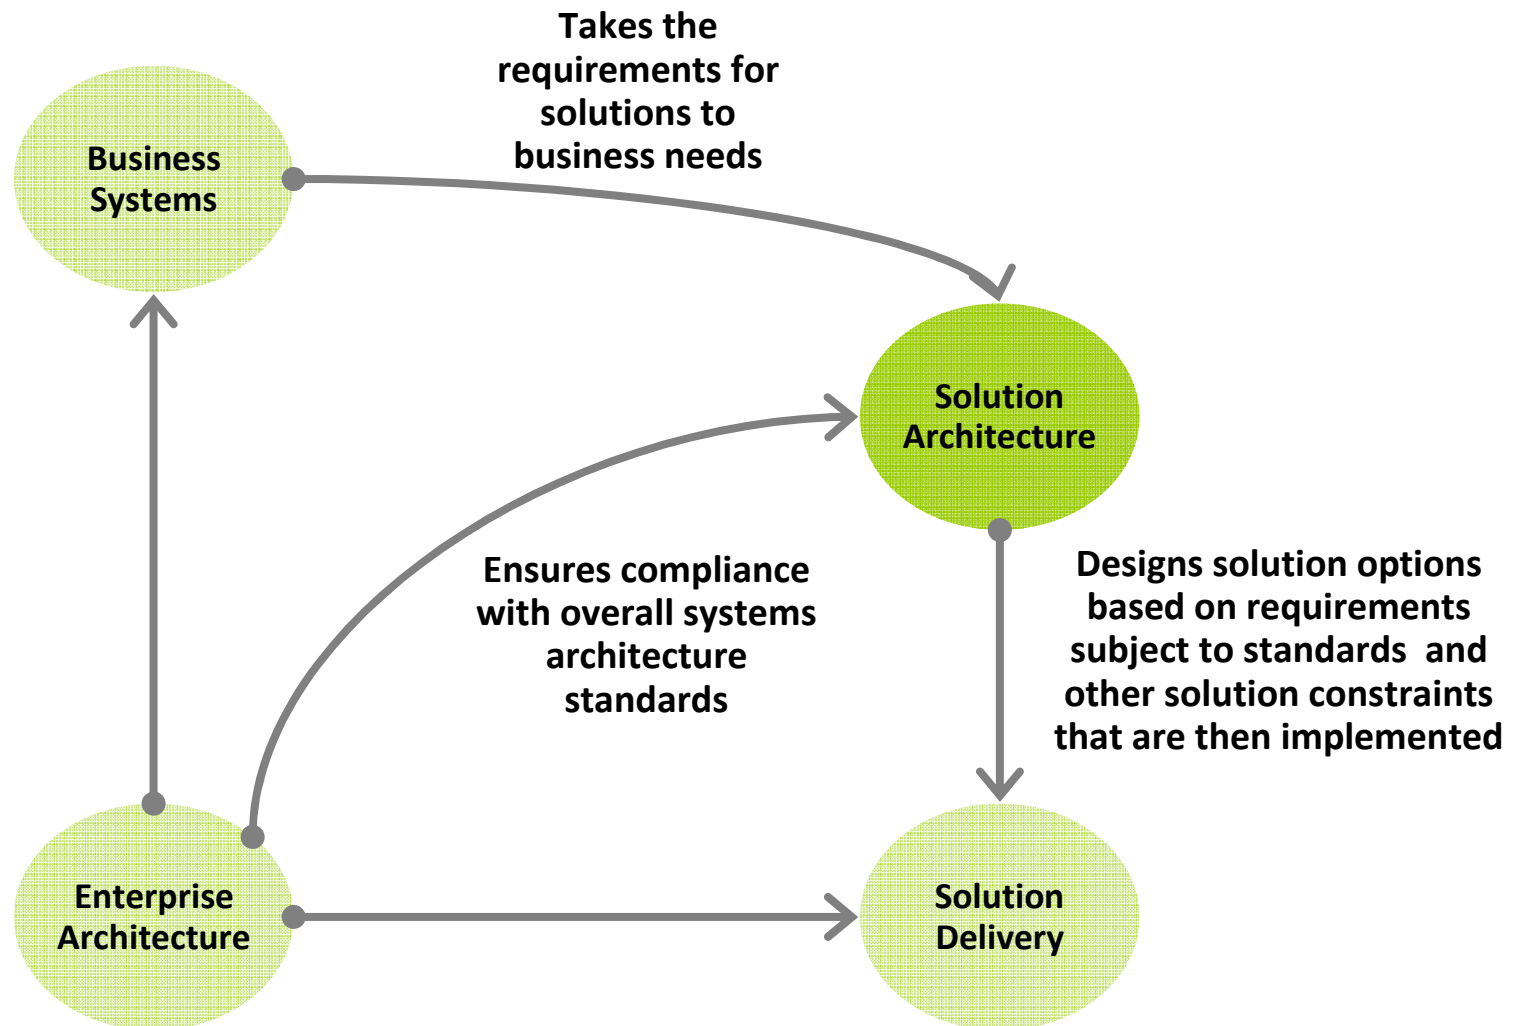 Takes the
requirements for
solutions to
business needs
Business
Systems
Solution
Architecture
Ensures compliance
with overall systems
architecture
standards
Designs solution options
based on requirements
subject to standards  and
other solution constraints
that are then implemented
Enterprise
Architecture
Solution
Delivery